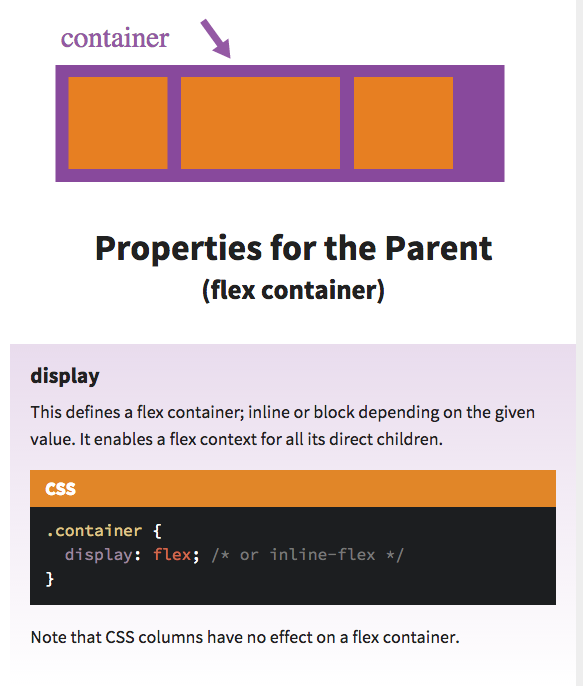 container
Properties for the Parent
(flex container)
display
This defines a flex container; inline or block depending on the given
value. It enables a flex context for all its direct children.
CSS
.container {
  display: flex; /* or inline-flex */
}
Note that CSS columns have no effect on a flex container.